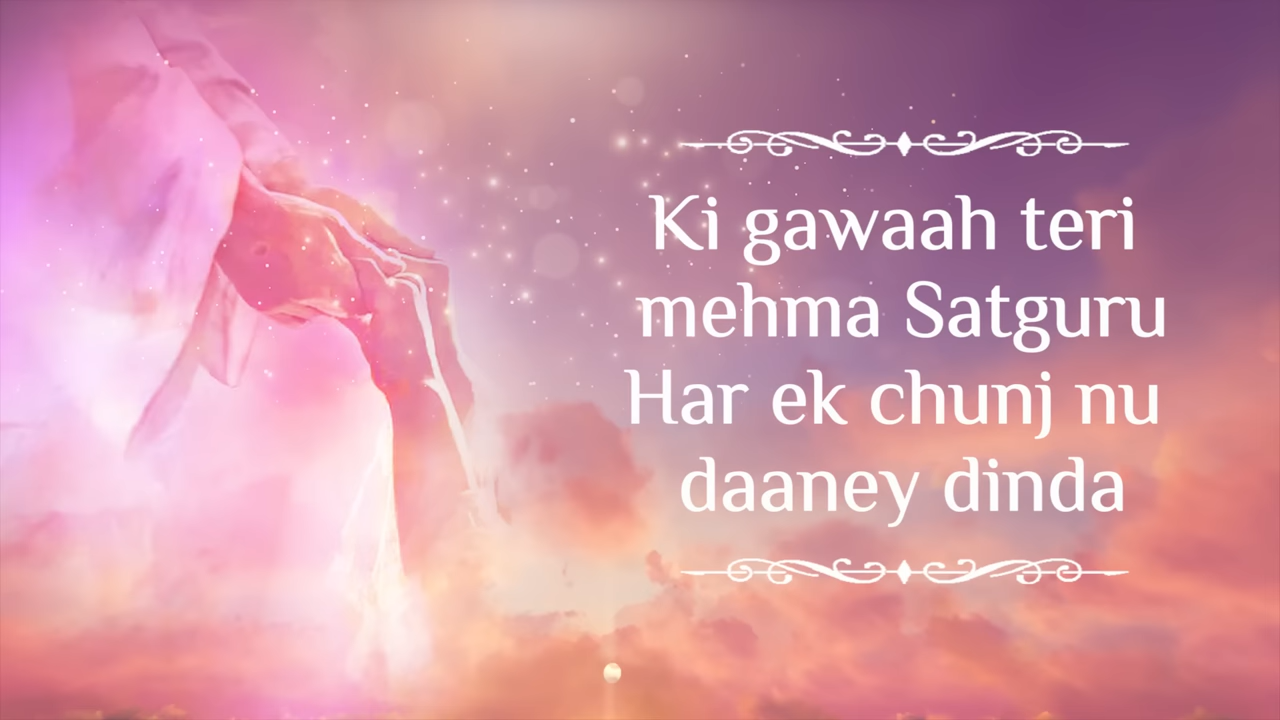 Ki gawaah teri
mehma Satguru
Har ek chunj nu
daaney dinda